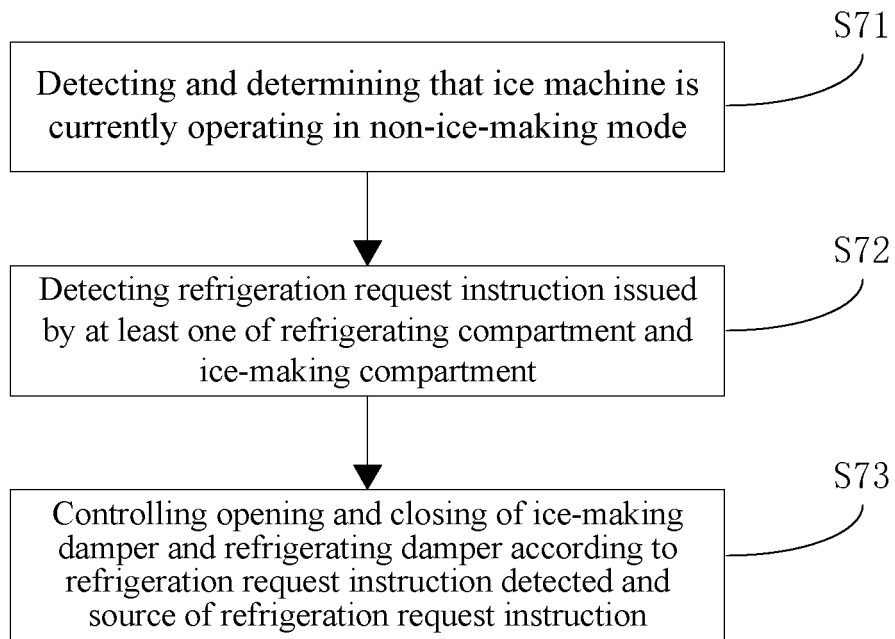 S71
Detecting and determining that ice machine is
currently operating in non-ice-making mode
S72
Detecting refrigeration request instruction issued
by at least one of refrigerating compartment and
ice-making compartment
S73
Controlling opening and closing of ice-making
damper and refrigerating damper according to
refrigeration request instruction detected and
source of refrigeration request instruction